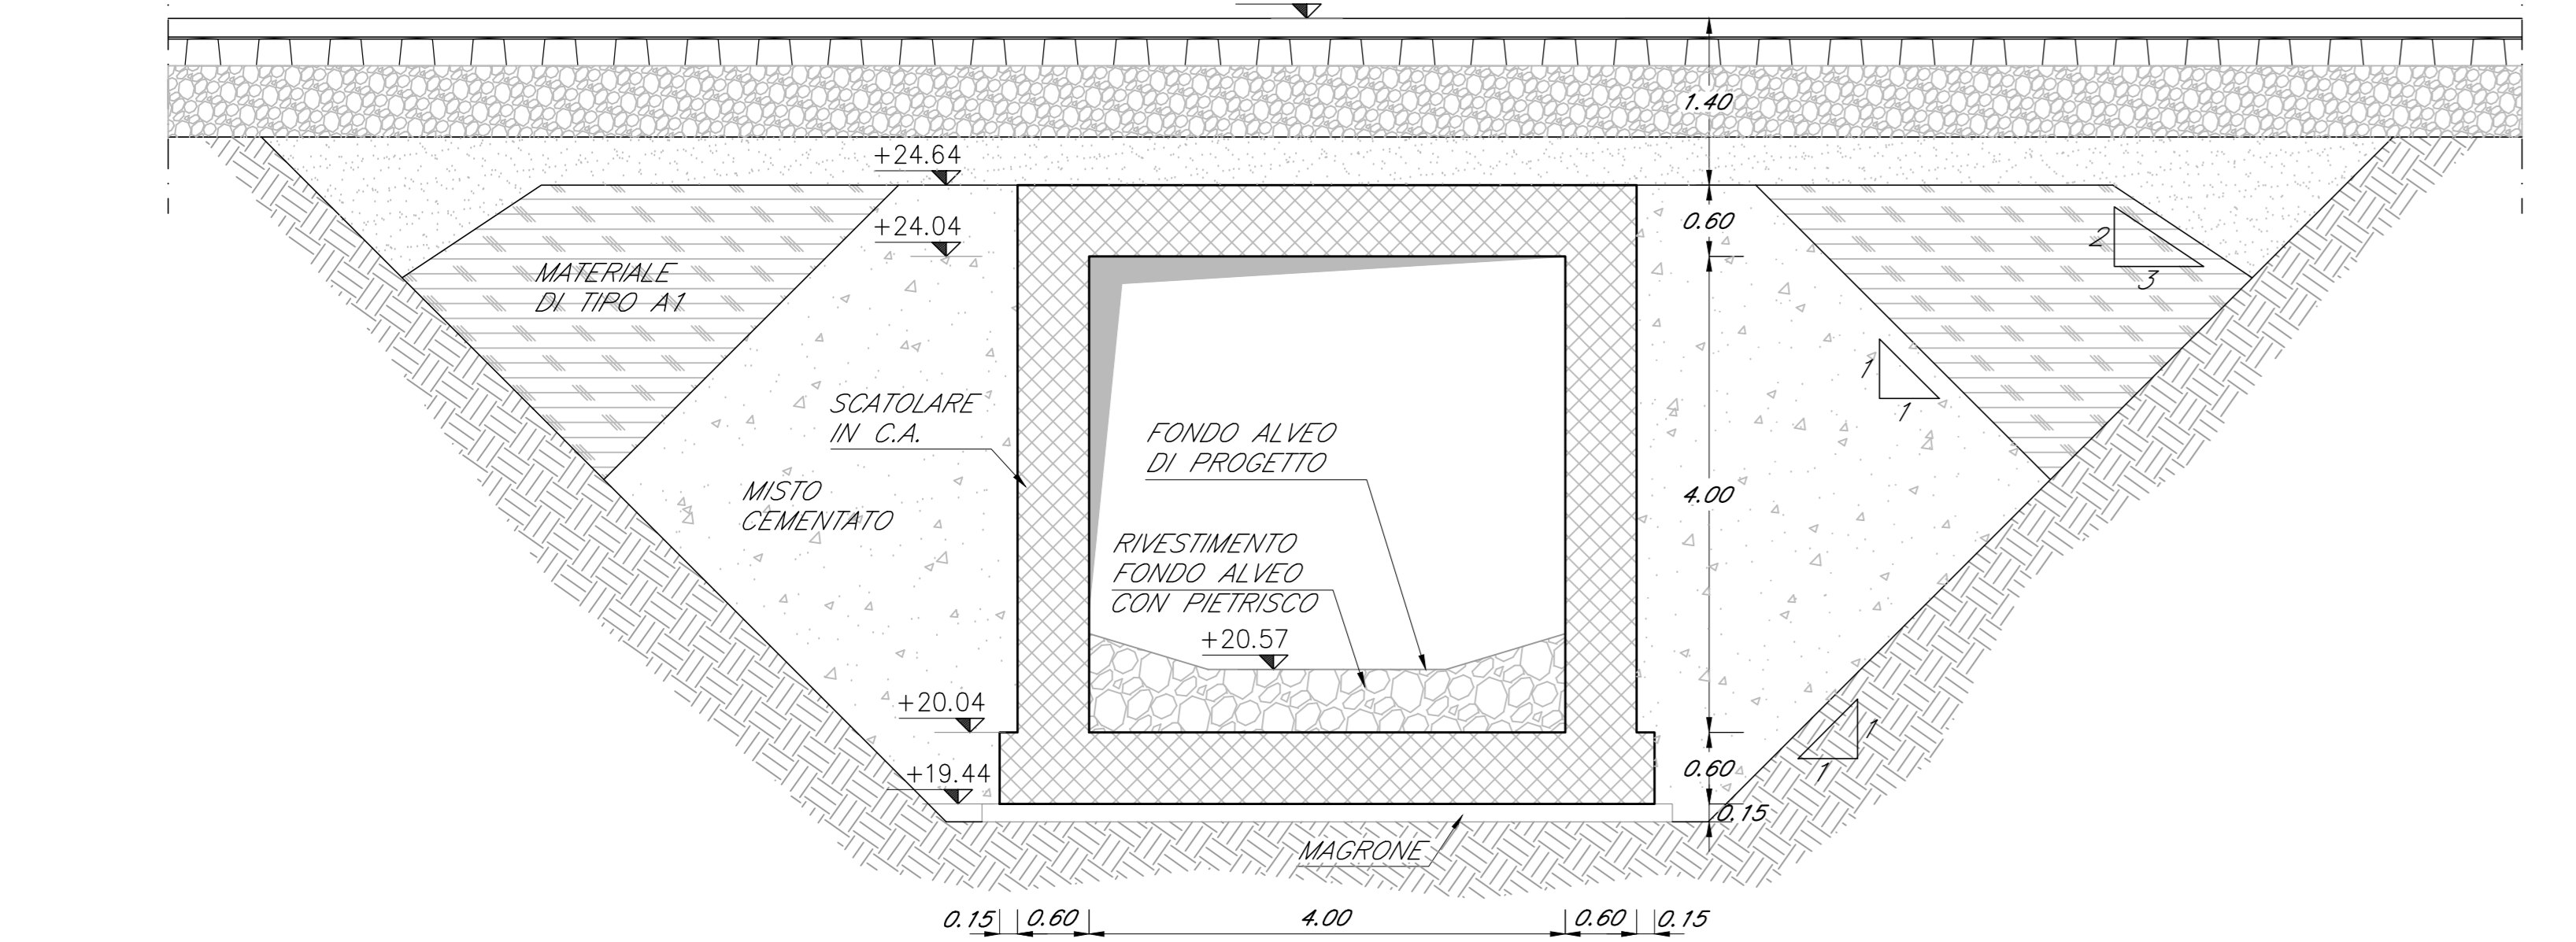 1.40
+24.64
0.60
+24.04
2
3
MATERIALE
DI TIPO A1
1
1
SCATOLARE
IN C.A.
FONDO ALVEO
DI PROGETTO
MISTO
CEMENTATO
4.00
RIVESTIMENTO
FONDO ALVEO
CON PIETRISCO
+20.57
+20.04
1
1
+19.44
0.60
0.15
MAGRONE
0.15 0.60 4.00 0.60 0.15